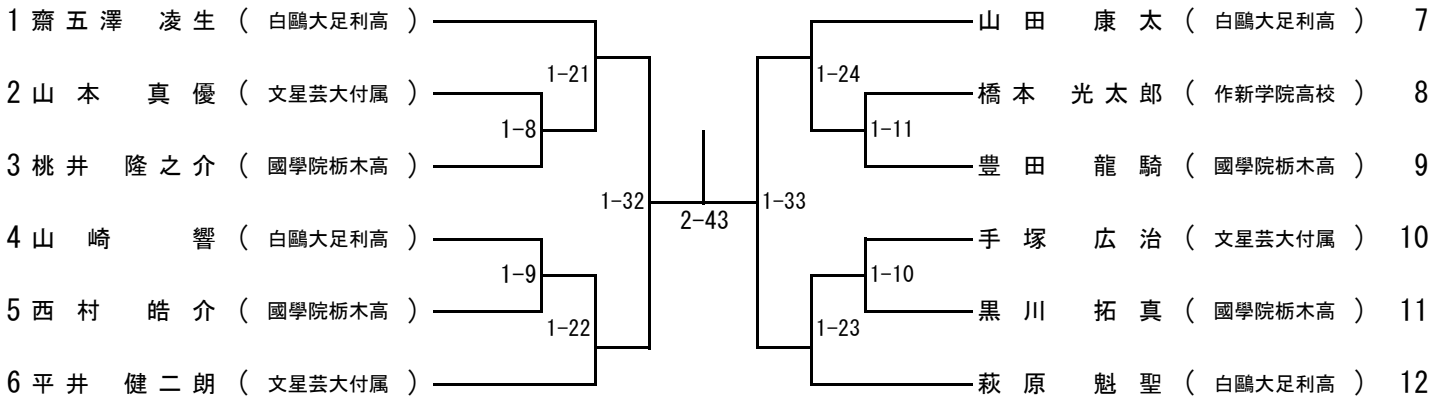 1 齋五澤 凌生 ( 白鷗大足利高 )
2 山本 真優 ( 文星芸大付属 )
3 桃井 隆之介 ( 國學院栃木高 )
4 山崎 響 ( 白鷗大足利高 )
5 西村 皓介 ( 國學院栃木高 )
6 平井 健二朗 ( 文星芸大付属 )
1-21
1-8
1-32
1-9
1-22
2-43
1-24
1-11
1-33
1-10
1-23
山田 康太 ( 白鷗大足利高 ) 7
橋本 光太郎 ( 作新学院高校 ) 8
豊田 龍騎 ( 國學院栃木高 ) 9
手塚 広治 ( 文星芸大付属 ) 10
黒川 拓真 ( 國學院栃木高 ) 11
萩原 魁聖 ( 白鷗大足利高 ) 12